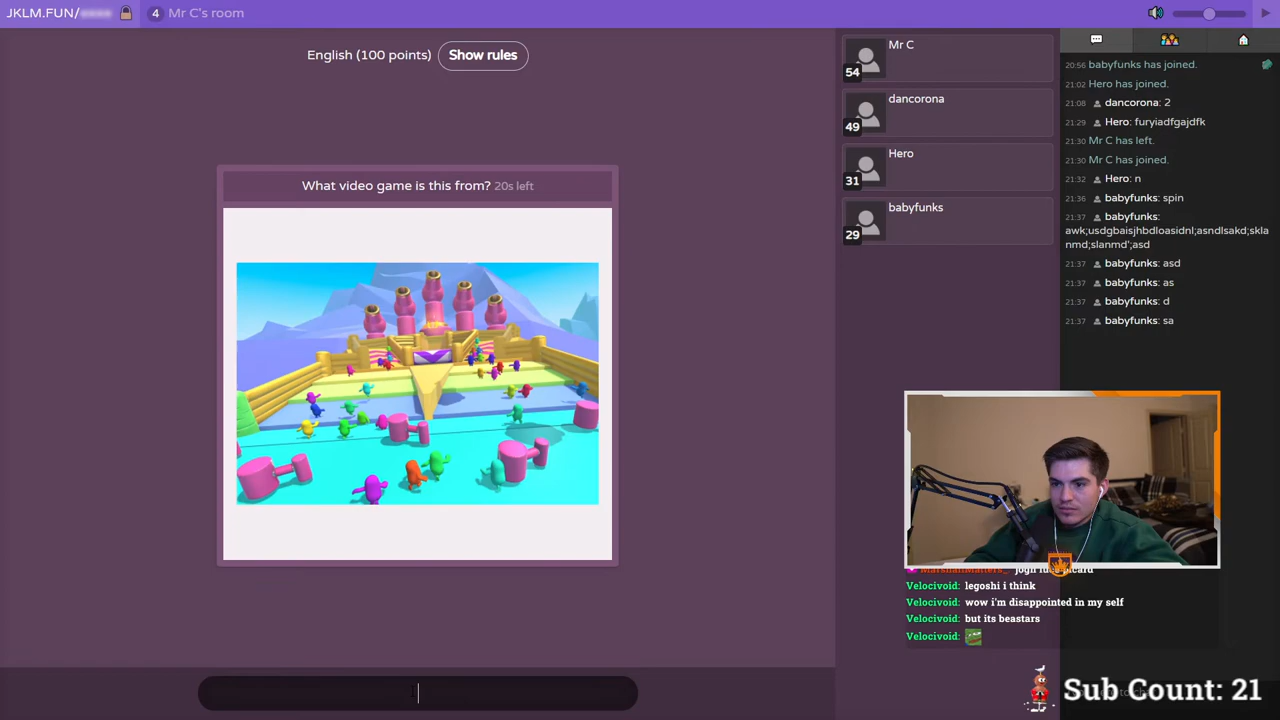 JKLM.FUN/
4 Mr C's room
English (100 points) Show rules
What video game is this from? 20s left
Mr C
54
dancorona
49
Hero
31
babyfunks
29
20:56 babyfunks has joined.
21:02 Hero has joined.
21:08 dancorona: 2
21:29 Hero: furyiadfgajdfk
21:30 Mr C has left.
21:30 Mr C has joined.
21:32 Hero: n
21:36 babyfunks: spin
21:37 babyfunks:
awk;usdgbaisjhbdloasidnl;asndlsakd;skla
nmd;slanmd';asd
21:37 babyfunks: asd
21:37 babyfunks: as
21:37 babyfunks: d
21:37 babyfunks: sa
Velocivoid: legoshi i think
Velocivoid: wow i'm disappointed in my self
Velocivoid: but its beastars
Velocivoid:
Sub Count: 21